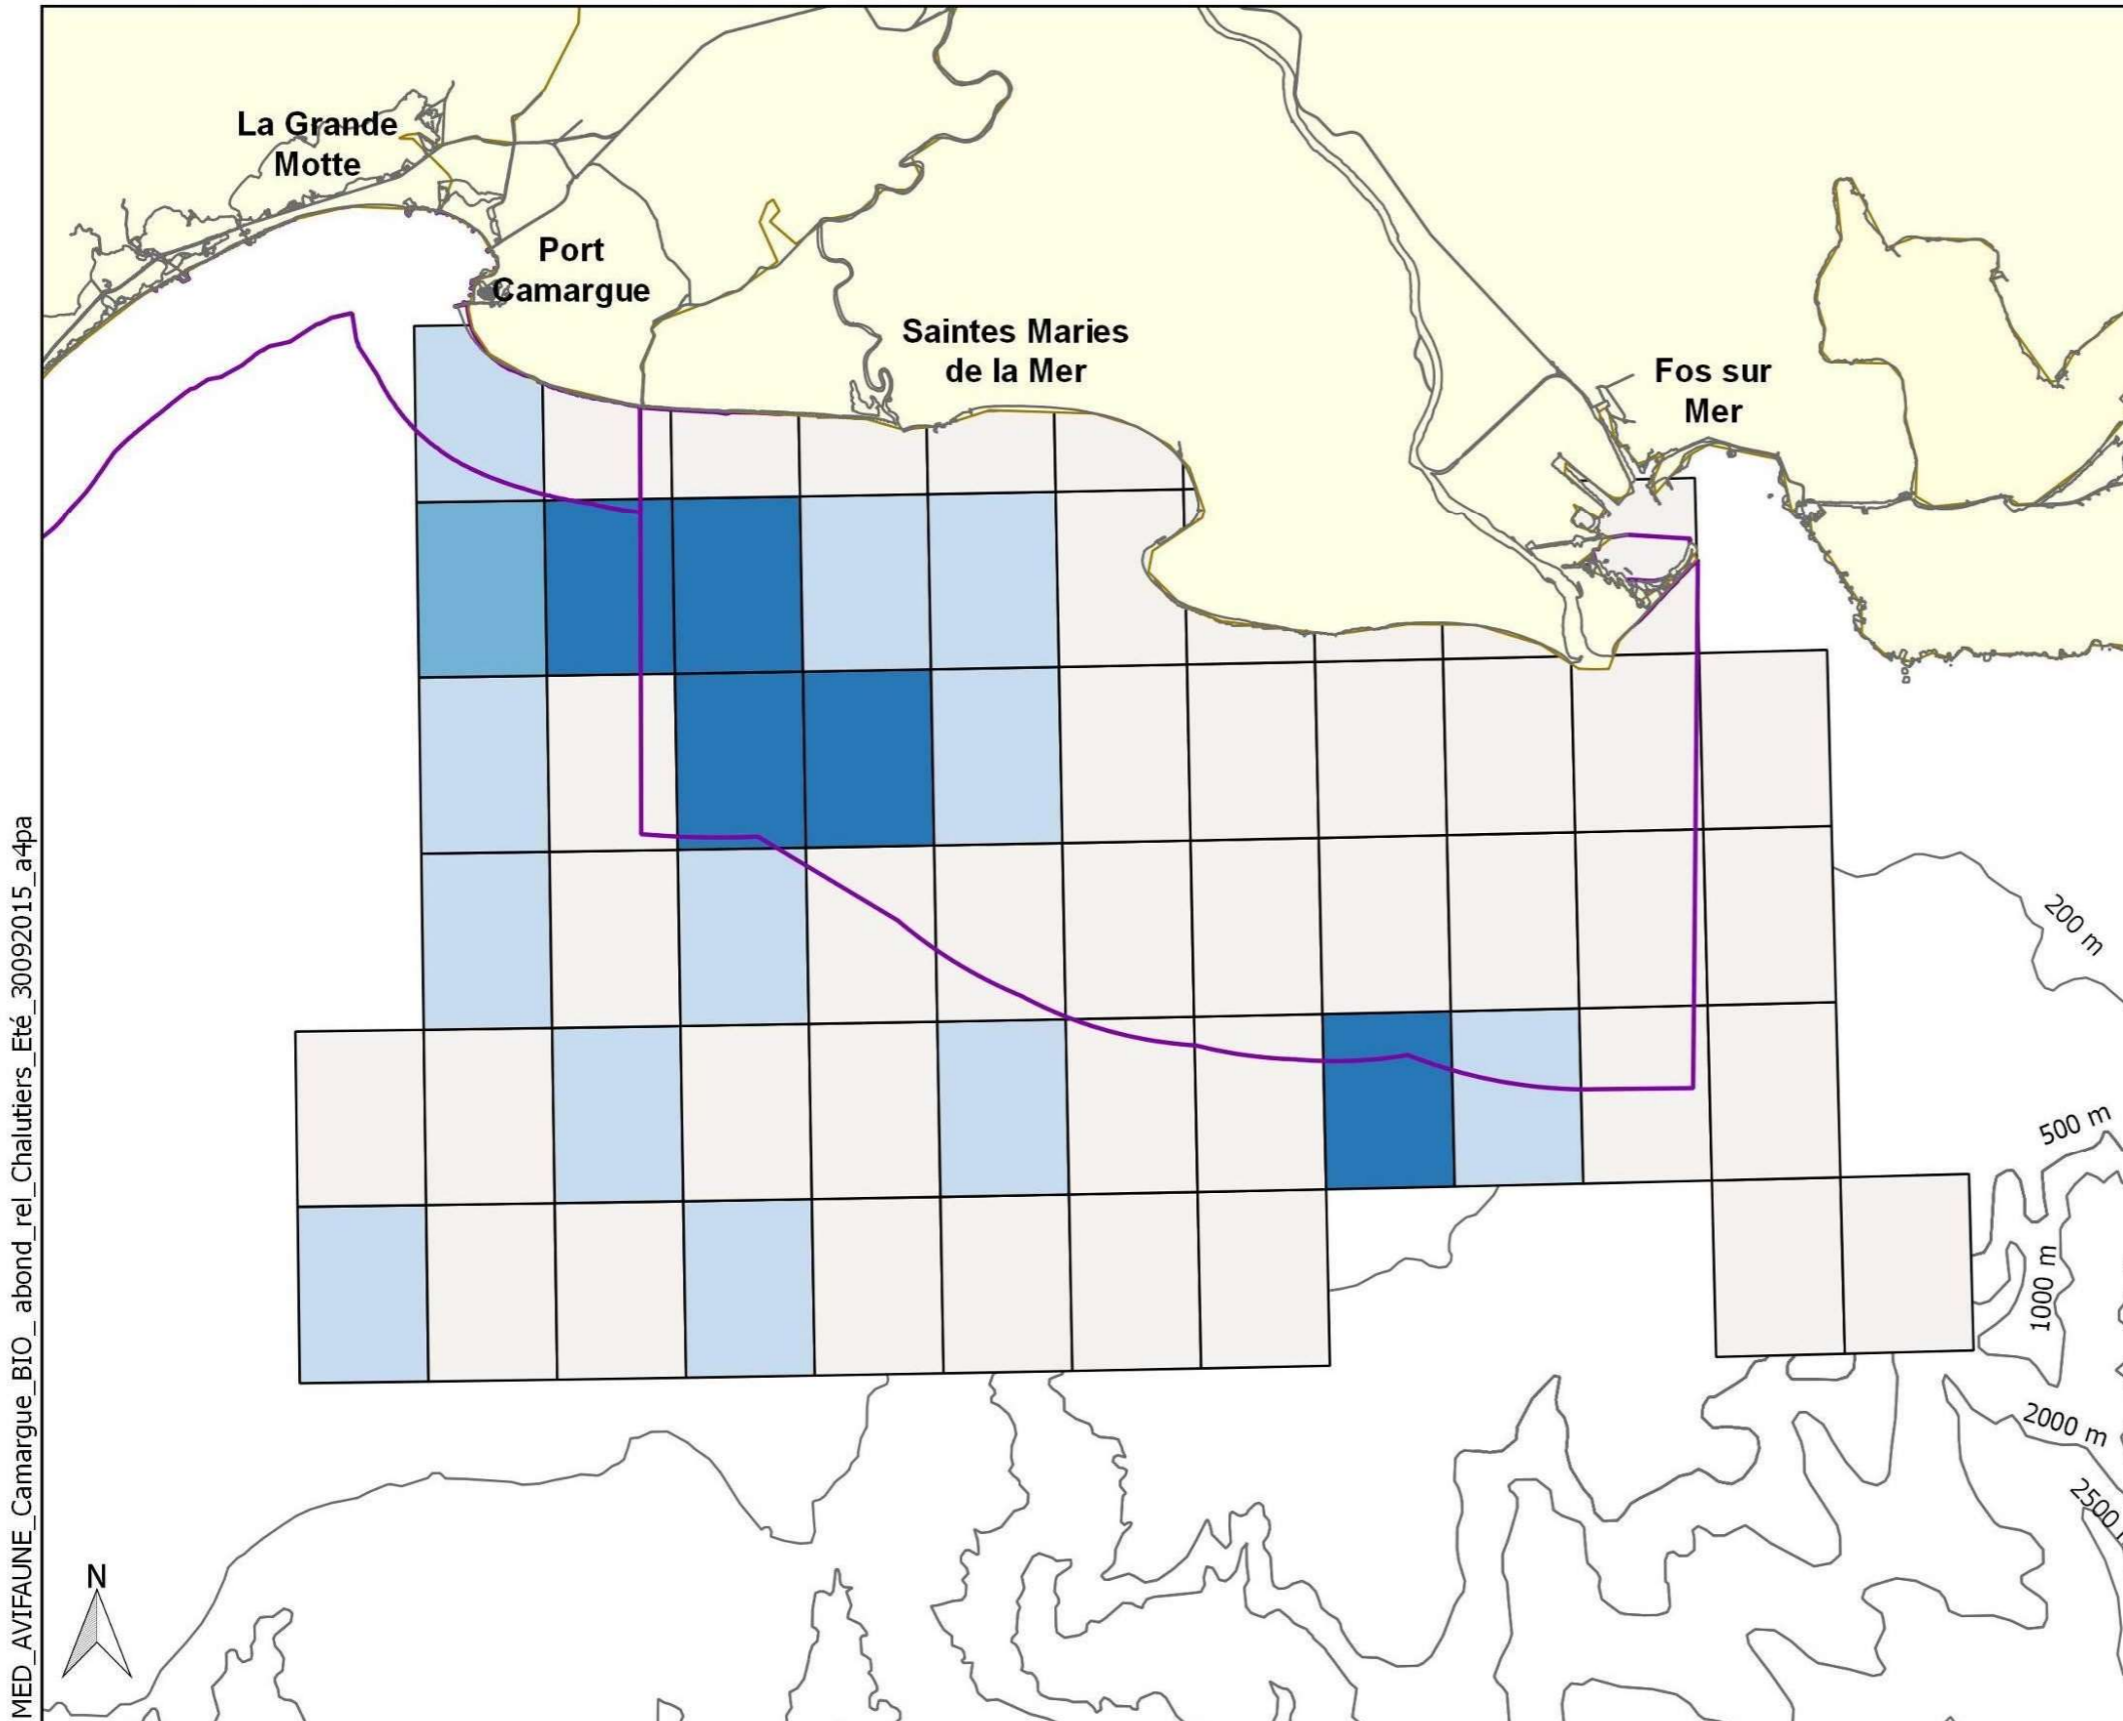 La Grande
Motte
Port
Camargue
Saintes Maries
de la Mer
Fos sur
Mer
200 m
500 m
1000 m
2000 m
2500
N
MED_AVIFAUNE_Camargue_BIO_ abond_rel_Chalutiers_Eté_30092015_a4pa